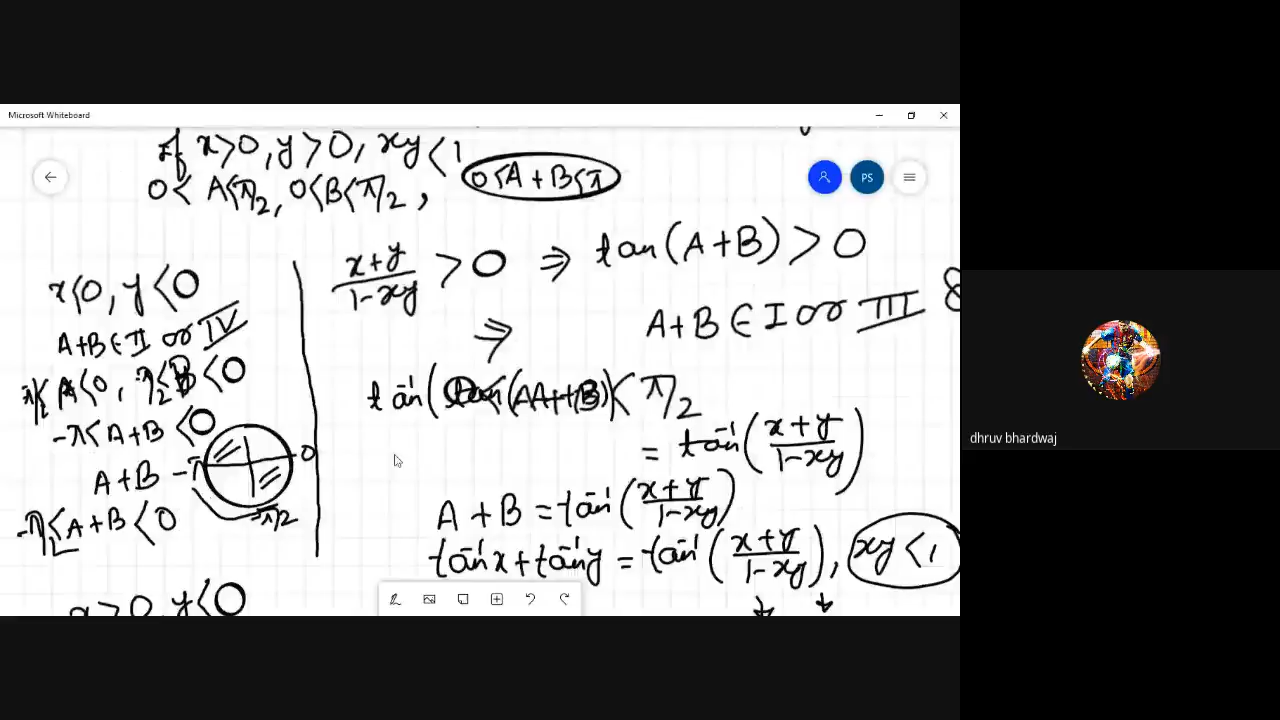 Microsoft Whiteboard
If x>0, y>0, xy<1
0< A<π/2, 0<B<π/2, 0<A+B<π
PS
(x+y)/(1-xy) > 0 ⇒ tan(A+B) > 0
⇒ A+B ∈ I or III &
tan⁻¹( <π/2
= tan⁻¹((x+y)/(1-xy))
A+B = tan⁻¹((x+y)/(1-xy))
tan⁻¹x + tan⁻¹y = tan⁻¹((x+y)/(1-xy)), xy<1
x<0, y<0
A+B ∈ II or IV
-π/2<A<0, -π/2<B<0
-π<A+B<0
A+B
-π
0
-π/2
-π/2<A+B<0
x>0, y<0
dhruv bhardwaj